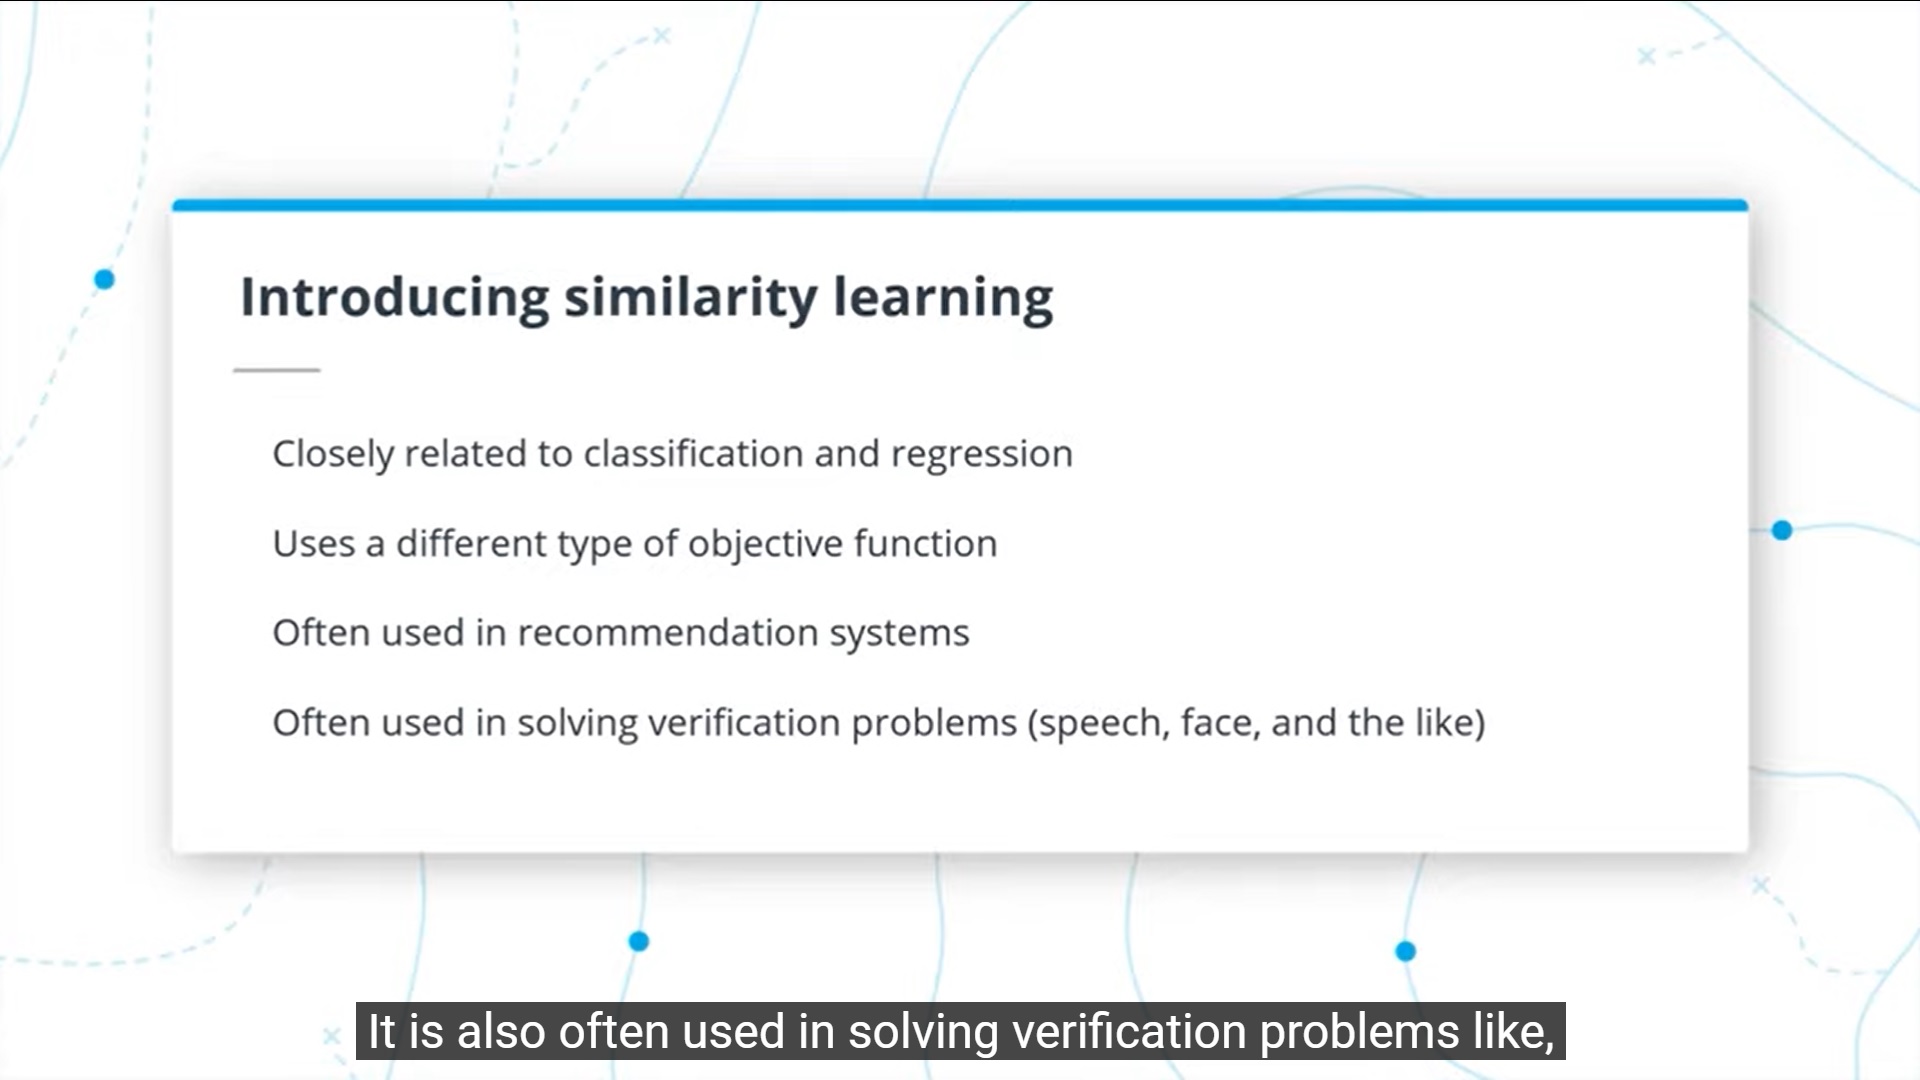 Introducing similarity learning
Closely related to classification and regression
Uses a different type of objective function
Often used in recommendation systems
Often used in solving verification problems (speech, face, and the like)
It is also often used in solving verification problems like,